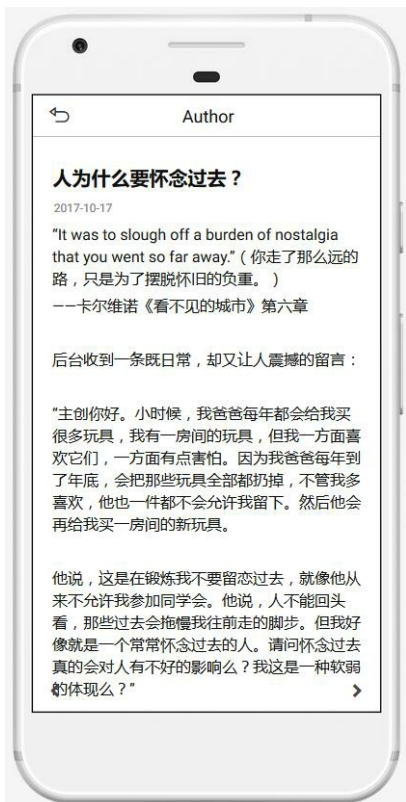 Author
人为什么要怀念过去？
2017-10-17
“It was to slough off a burden of nostalgia
that you went so far away.”（你走了那么远的
路，只是为了摆脱怀旧的负重。）
——卡尔维诺《看不见的城市》第六章
后台收到一条既日常，却又让人震撼的留言：
“主创你好。小时候，我爸爸每年都会给我买
很多玩具，我有一房间的玩具，但我一方面喜
欢它们，一方面有点害怕。因为我爸爸每年到
了年底，会把那些玩具全部都扔掉，不管我多
喜欢，他也一件都不会允许我留下。然后他会
再给我买一房间的新玩具。
他说，这是在锻炼我不要留恋过去，就像他从
来不允许我参加同学会。他说，人不能回头
看，那些过去会拖慢我往前走的脚步。但我好
像就是一个常常怀念过去的人。请问怀念过去
真的会对人有不好的影响么？我这是一种软弱
的体现么？”